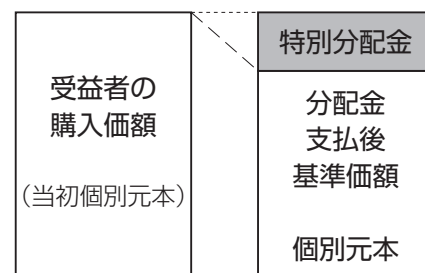 受益者の
購入価額
（当初個別元本）
特別分配金
分配金
支払後
基準価額
個別元本